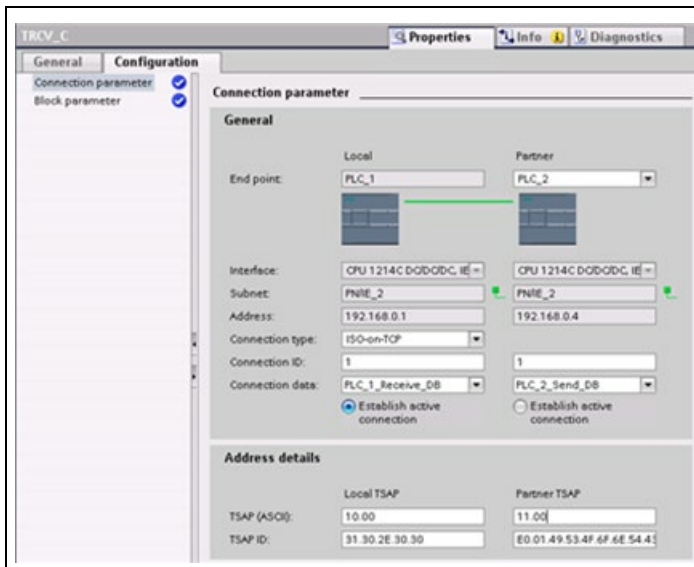 TRCV_C
Properties Info Diagnostics
General Configuration
Connection parameter
Block parameter
Connection parameter
General
Local Partner
End point: PLC_1 PLC_2
Interface: CPU 1214C DC/DC/DC, IE CPU 1214C DC/DC/DC, IE
Subnet: PN/IE_2 PN/IE_2
Address: 192.168.0.1 192.168.0.4
Connection type: ISO-on-TCP
Connection ID: 1 1
Connection data: PLC_1_Receive_DB PLC_2_Send_DB
Establish active connection Establish active connection
Address details
Local TSAP Partner TSAP
TSAP (ASCII): 10.00 11.00
TSAP ID: 31.30.2E.30.30 E0.01.49.53.4F.6F.6E.54.43